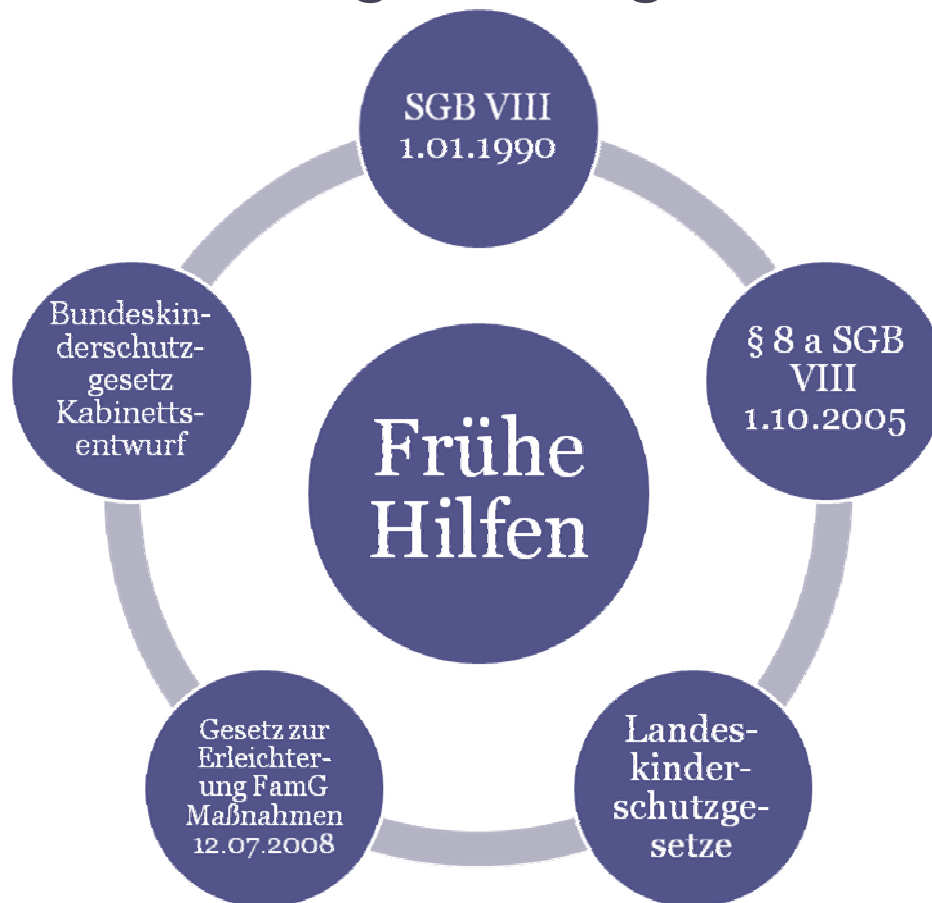 SGB VIII
1.01.1990
§ 8 a SGB
VIII
1.10.2005
Landes-
kinder-
schutzge-
setze
Gesetz zur
Erleichter-
ung FamG
Maßnahmen
12.07.2008
Bundeskin-
derschutz-
gesetz
Kabinetts-
entwurf
Frühe
Hilfen